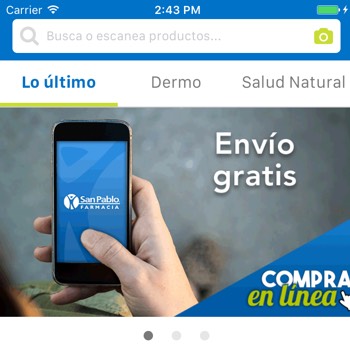 Carrier 2:43 PM
Busca o escanea productos...
Lo último Dermo Salud Natural
Envío
gratis
San Pablo
FARMACIA
COMPRA
en línea